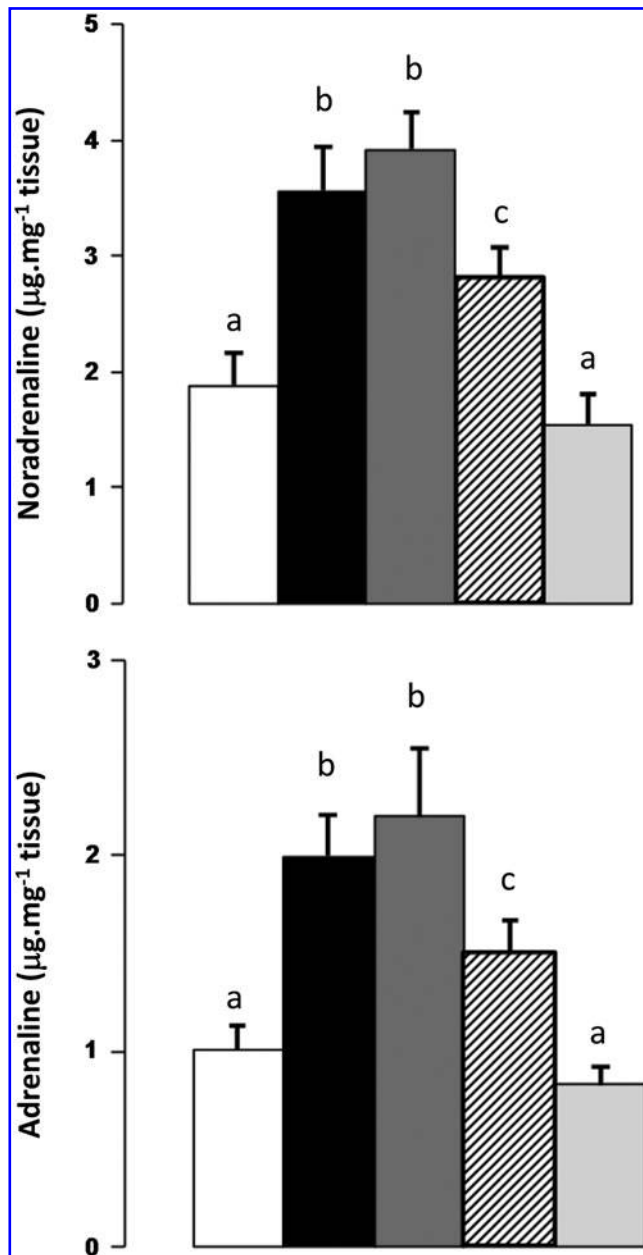 Noradrenaline (µg.mg⁻¹ tissue)
5
4
3
2
1
0
a
b
b
c
a
Adrenaline (µg.mg⁻¹ tissue)
3
2
1
0
a
b
b
c
a